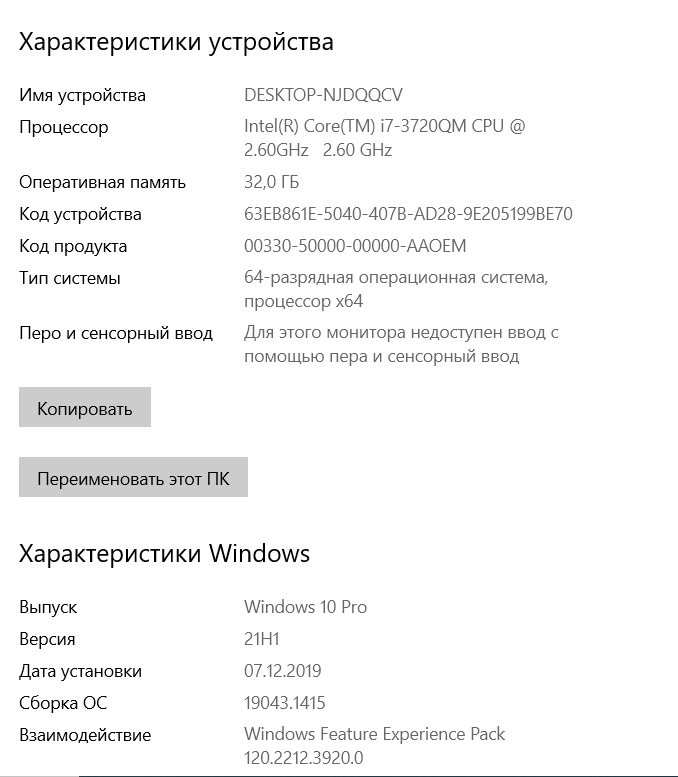 Характеристики устройства
Имя устройства DESKTOP-NJDQQCV
Процессор Intel(R) Core(TM) i7-3720QM CPU @
2.60GHz 2.60 GHz
Оперативная память 32,0 ГБ
Код устройства 63EB861E-5040-407B-AD28-9E205199BE70
Код продукта 00330-50000-00000-AAOEM
Тип системы 64-разрядная операционная система,
процессор x64
Перо и сенсорный ввод Для этого монитора недоступен ввод с
помощью пера и сенсорный ввод
Копировать
Переименовать этот ПК
Характеристики Windows
Выпуск Windows 10 Pro
Версия 21H1
Дата установки 07.12.2019
Сборка ОС 19043.1415
Взаимодействие Windows Feature Experience Pack
120.2212.3920.0